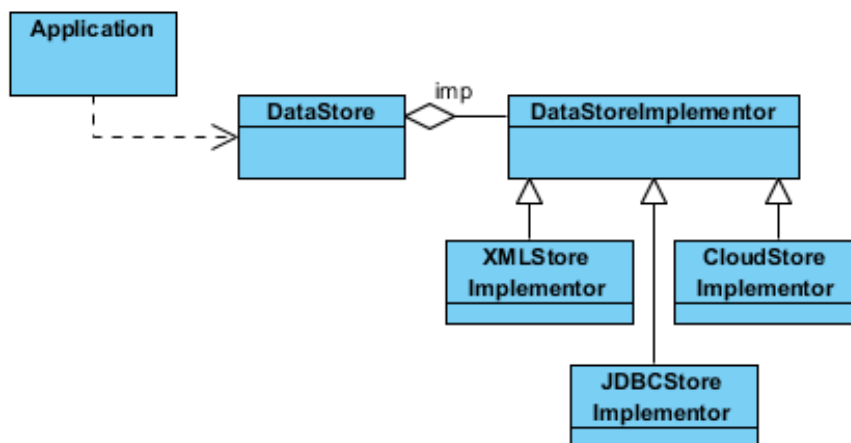 Application
imp
DataStore
DataStoreImplementor
XMLStore
Implementor
CloudStore
Implementor
JDBCStore
Implementor